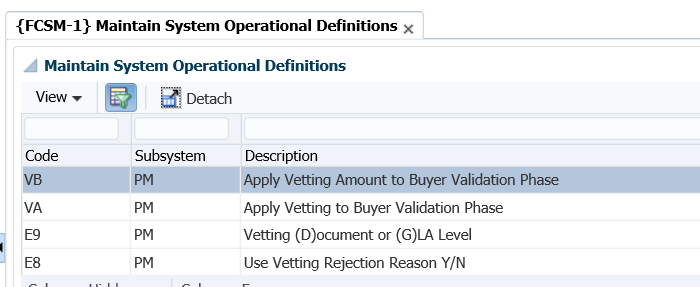 {FCSM-1} Maintain System Operational Definitions
Maintain System Operational Definitions
View Detach
Code Subsystem Description
VB PM Apply Vetting Amount to Buyer Validation Phase
VA PM Apply Vetting to Buyer Validation Phase
E9 PM Vetting (D)ocument or (G)LA Level
E8 PM Use Vetting Rejection Reason Y/N